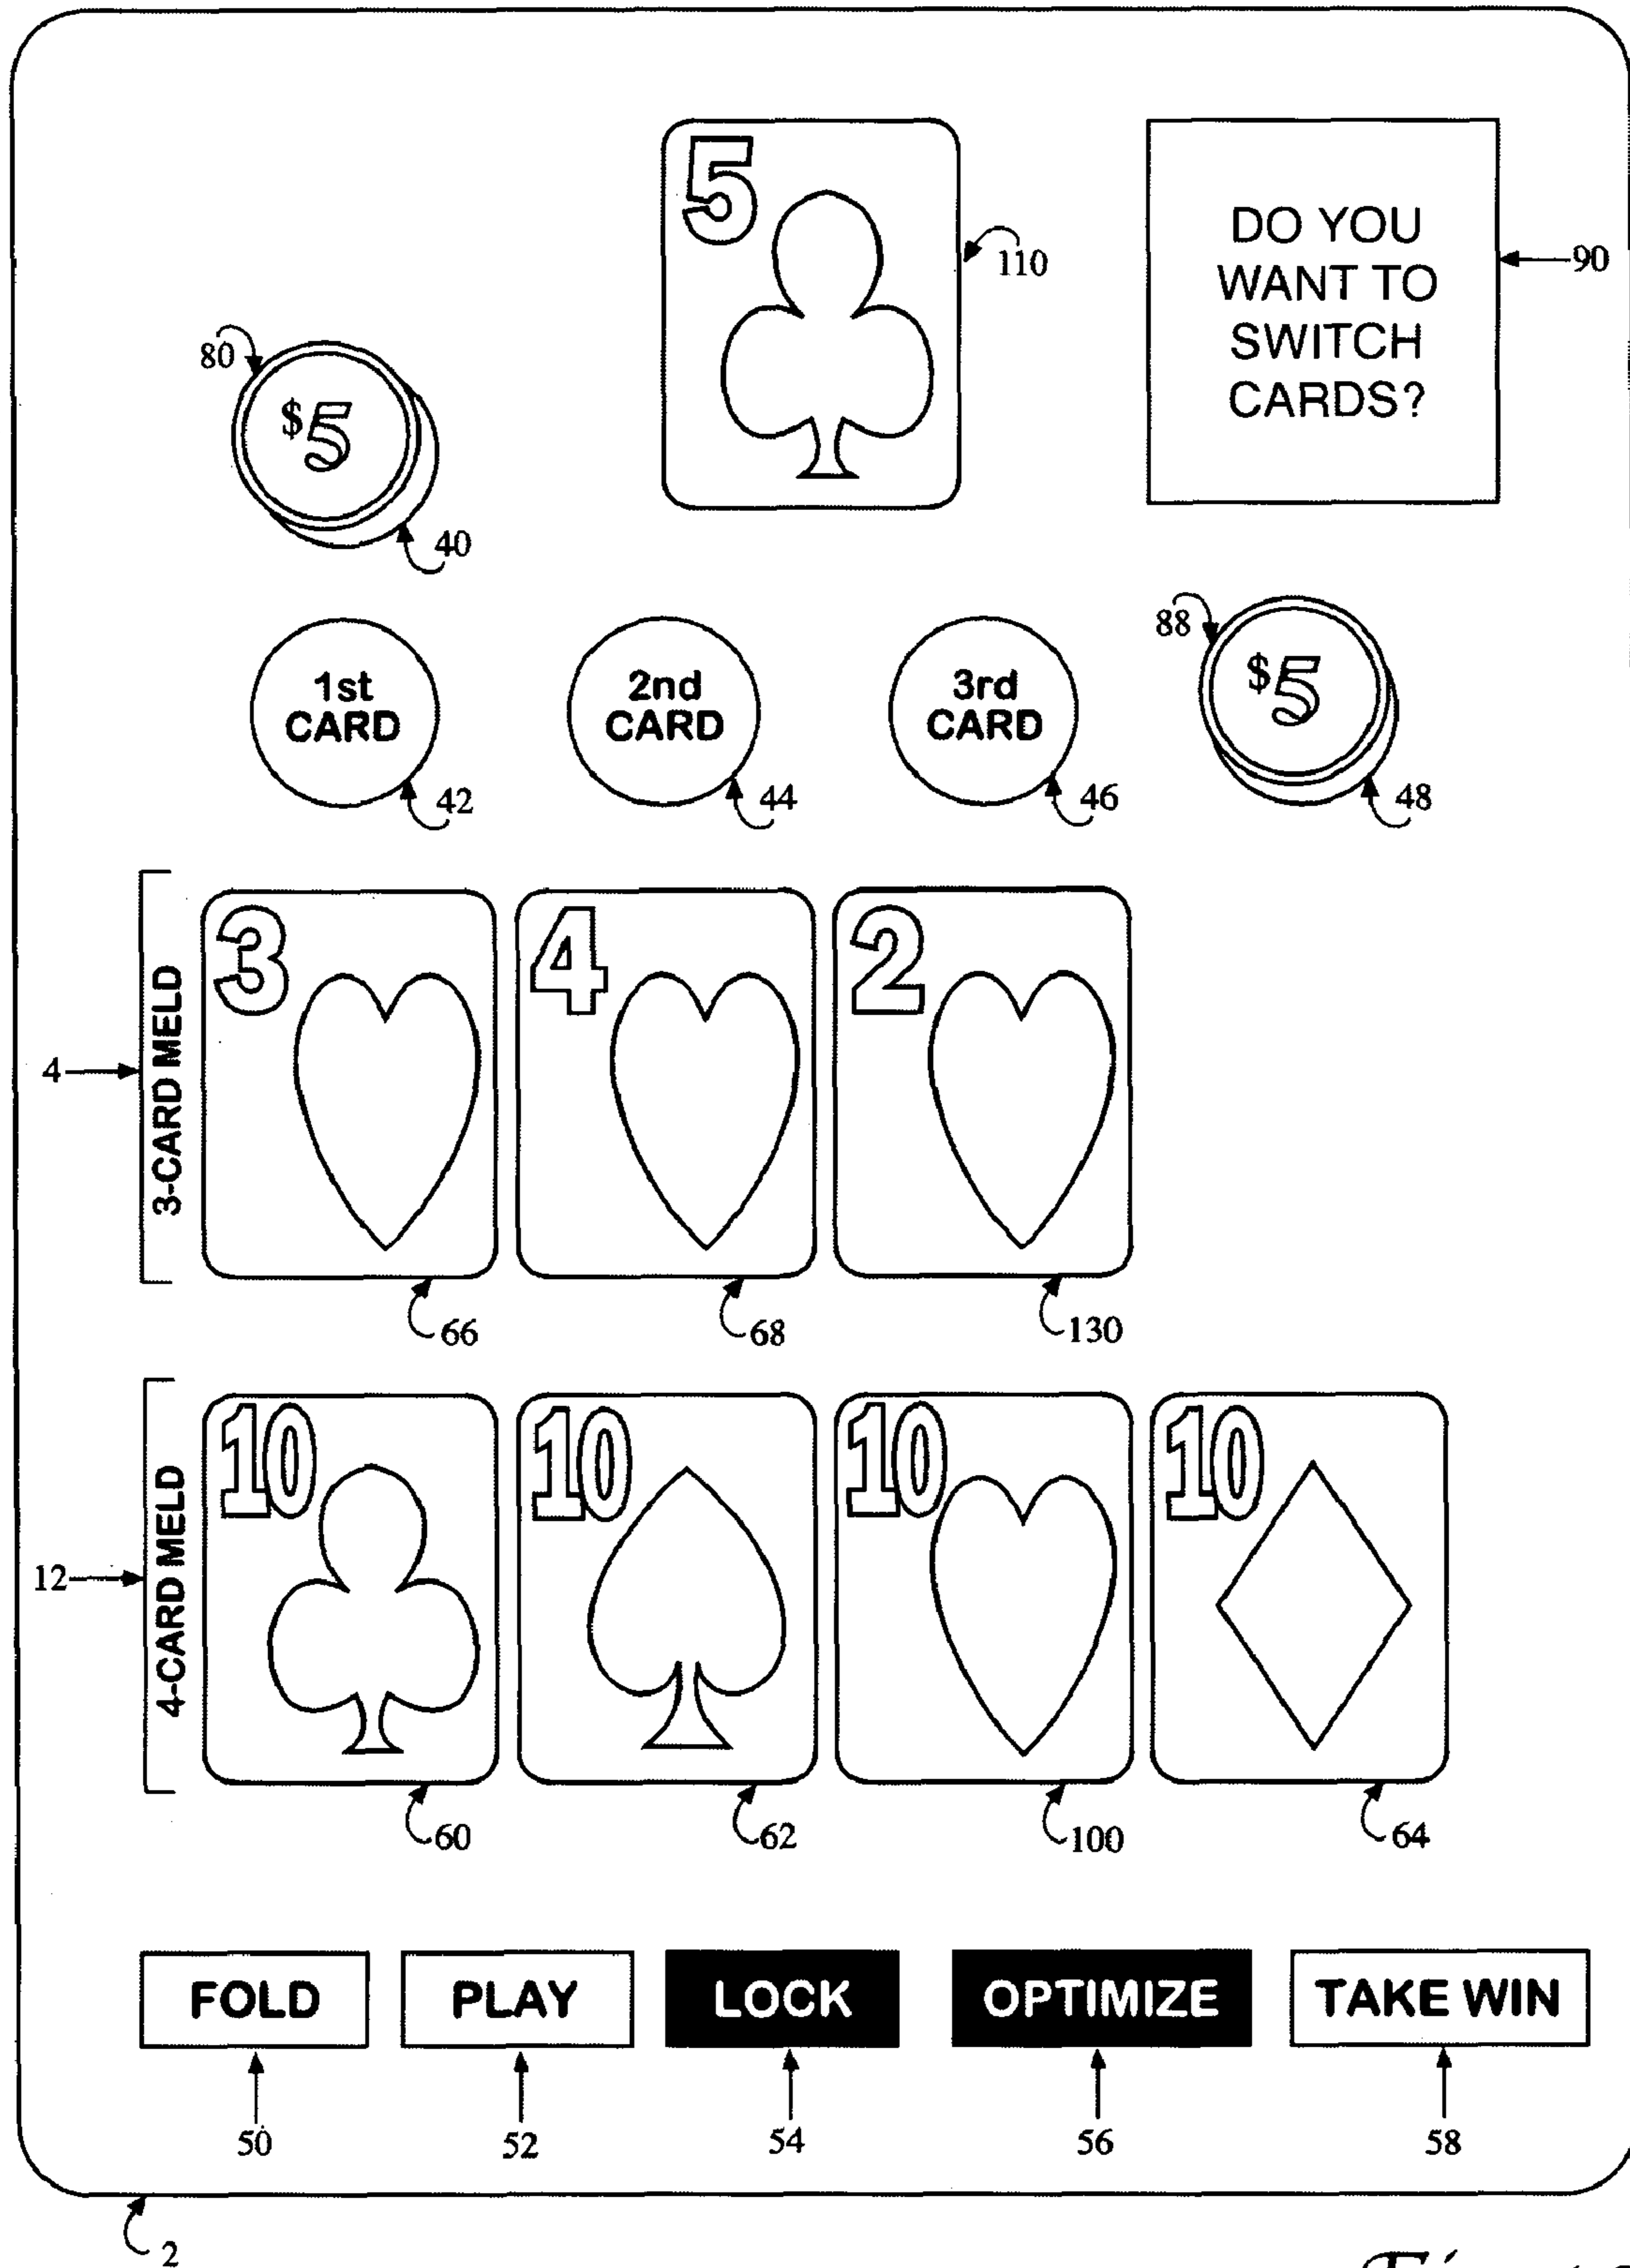 5
110
DO YOU
WANT TO
SWITCH
CARDS?
90
80
$5
40
1st
CARD
42
2nd
CARD
44
3rd
CARD
46
88
$5
48
4
3-CARD MELD
3
66
4
68
2
130
12
4-CARD MELD
10
60
10
62
10
100
10
64
FOLD
PLAY
LOCK
OPTIMIZE
TAKE WIN
50
52
54
56
58
2